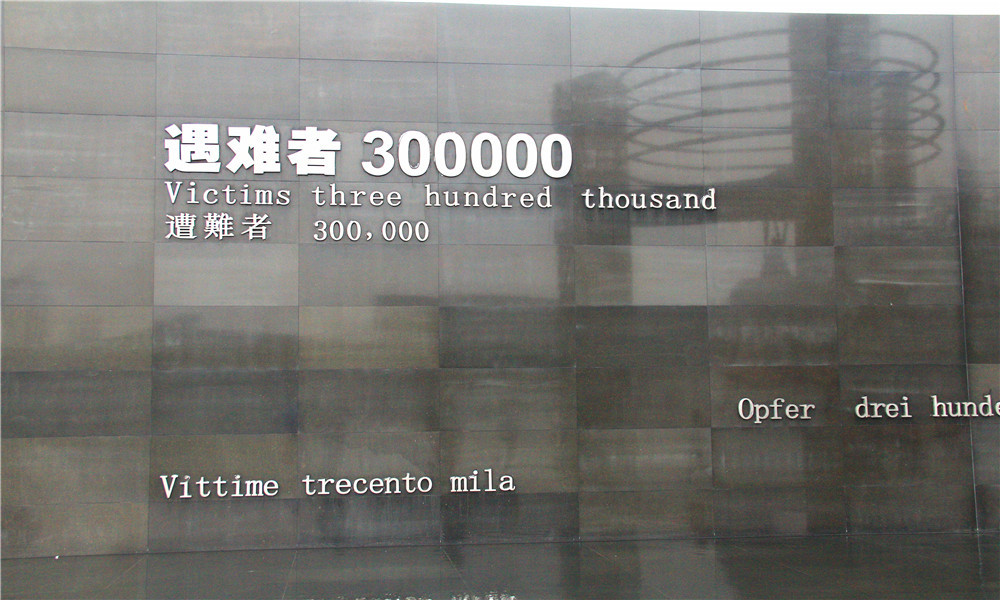 遇难者 300000
Victims three hundred thousand
遭難者 300,000
Opfer drei hunde
Vittime trecento mila